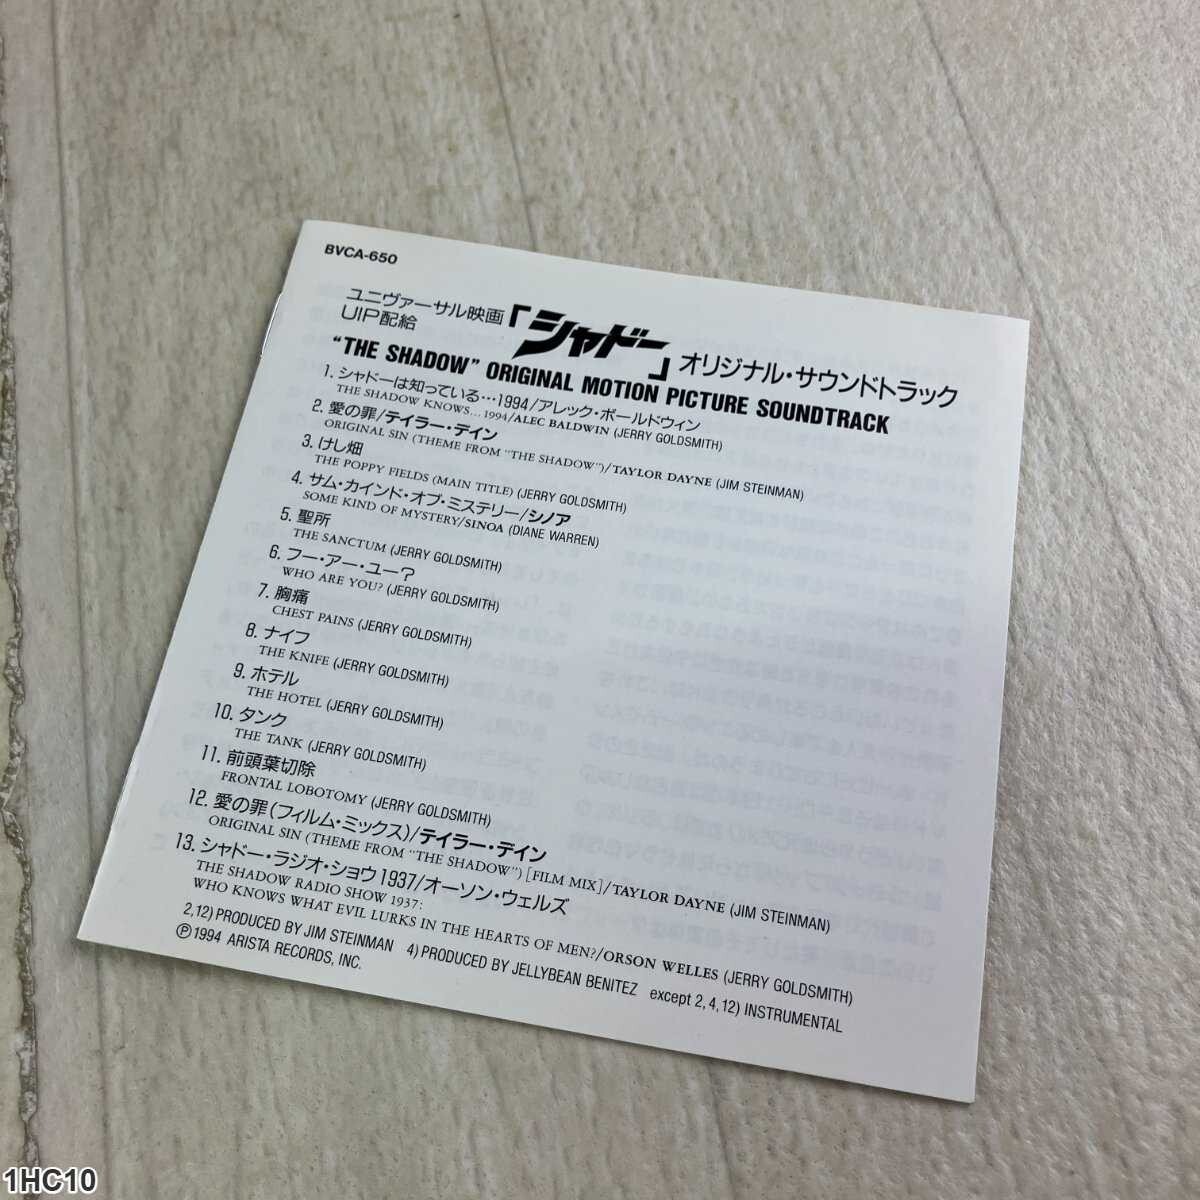 BVCA-650
ユニヴァーサル映画
UIP配給
「シャドー」オリジナル・サウンドトラック
"THE SHADOW" ORIGINAL MOTION PICTURE SOUNDTRACK
1. シャドーは知っている…1994/アレック・ボールドウィン
THE SHADOW KNOWS… 1994/ALEC BALDWIN (JERRY GOLDSMITH)
2. 愛の罪/テイラー・デイン
ORIGINAL SIN (THEME FROM "THE SHADOW")/TAYLOR DAYNE (JIM STEINMAN)
3. けし畑
THE POPPY FIELDS (MAIN TITLE) (JERRY GOLDSMITH)
4. サム・カインド・オブ・ミステリー/シノア
SOME KIND OF MYSTERY/SINOA (DIANE WARREN)
5. 聖所
THE SANCTUM (JERRY GOLDSMITH)
6. フー・アー・ユー?
WHO ARE YOU? (JERRY GOLDSMITH)
7. 胸痛
CHEST PAINS (JERRY GOLDSMITH)
8. ナイフ
THE KNIFE (JERRY GOLDSMITH)
9. ホテル
THE HOTEL (JERRY GOLDSMITH)
10. タンク
THE TANK (JERRY GOLDSMITH)
11. 前頭葉切除
FRONTAL LOBOTOMY (JERRY GOLDSMITH)
12. 愛の罪(フィルム・ミックス)/テイラー・デイン
ORIGINAL SIN (THEME FROM "THE SHADOW") [FILM MIX]/TAYLOR DAYNE (JIM STEINMAN)
13. シャドー・ラジオ・ショウ1937/オーソン・ウェルズ
THE SHADOW RADIO SHOW 1937:
WHO KNOWS WHAT EVIL LURKS IN THE HEARTS OF MEN?/ORSON WELLES (JERRY GOLDSMITH)
2,12) PRODUCED BY JIM STEINMAN 4) PRODUCED BY JELLYBEAN BENITEZ except 2, 4, 12) INSTRUMENTAL
℗1994 ARISTA RECORDS, INC.
1HC10